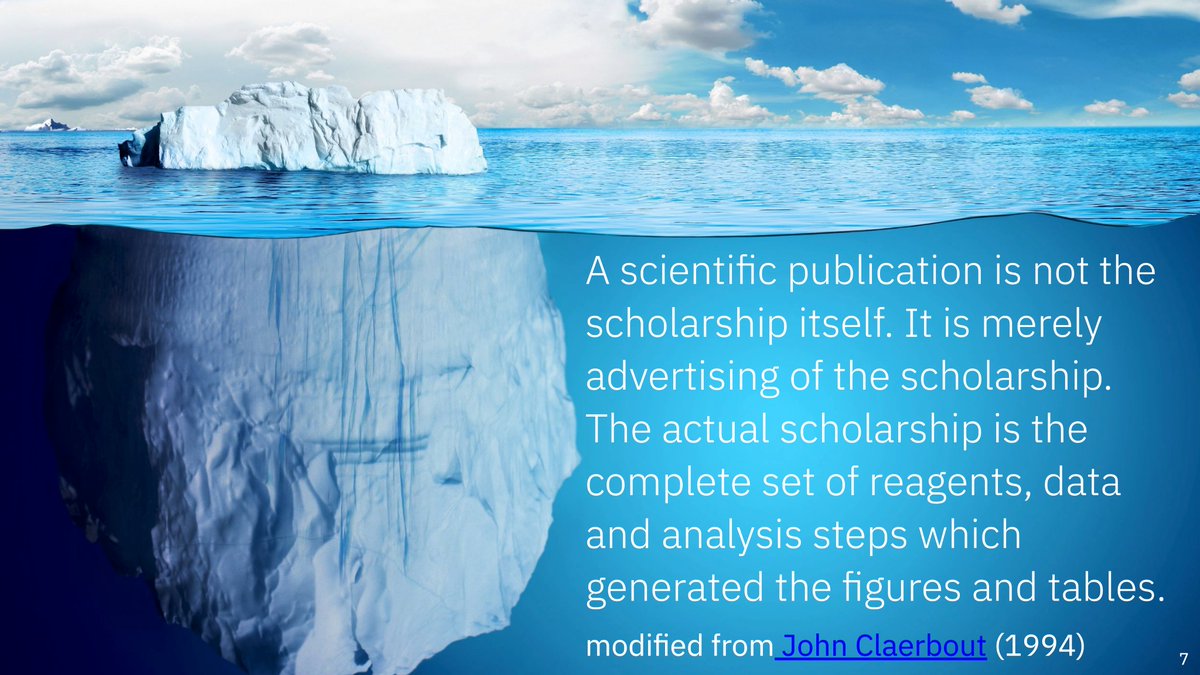 A scientific publication is not the
scholarship itself. It is merely
advertising of the scholarship.
The actual scholarship is the
complete set of reagents, data
and analysis steps which
generated the figures and tables.
modified from John Claerbout (1994)
7